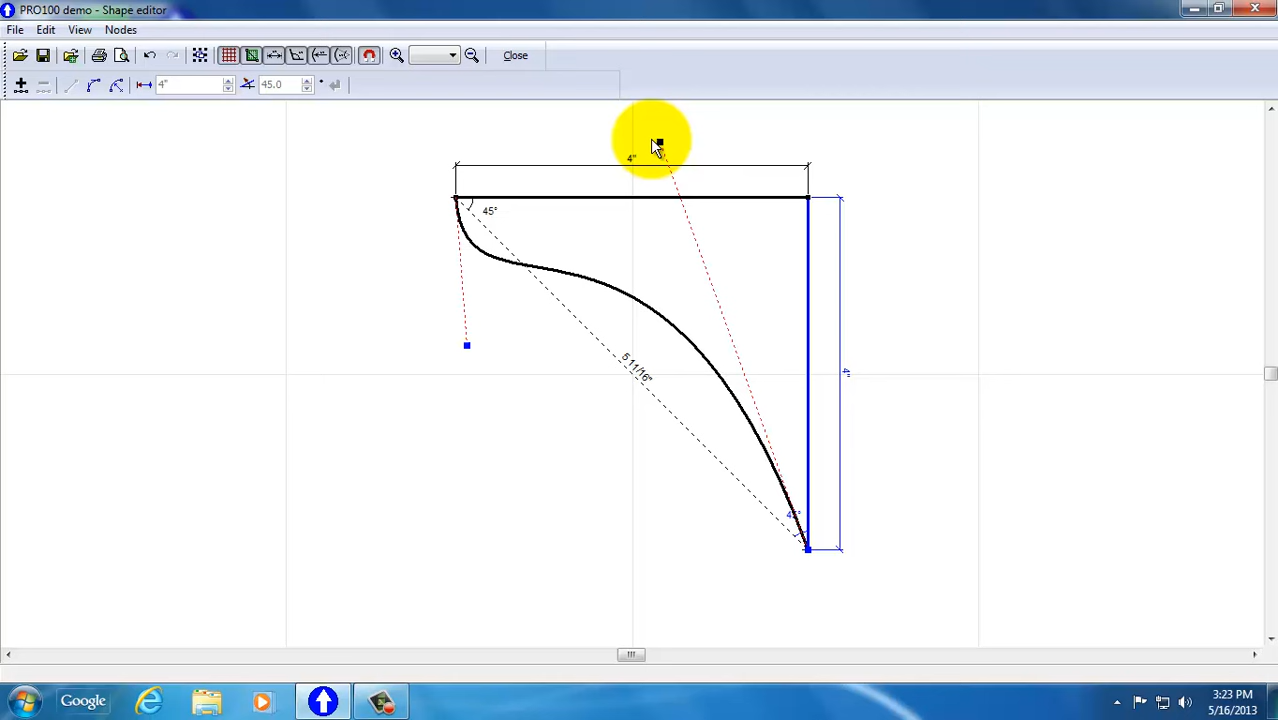 PRO100 demo - Shape editor
File Edit View Nodes
Close
4" 45.0 °
4"
45°
5 11/16"
4"
Google
3:23 PM
5/16/2013